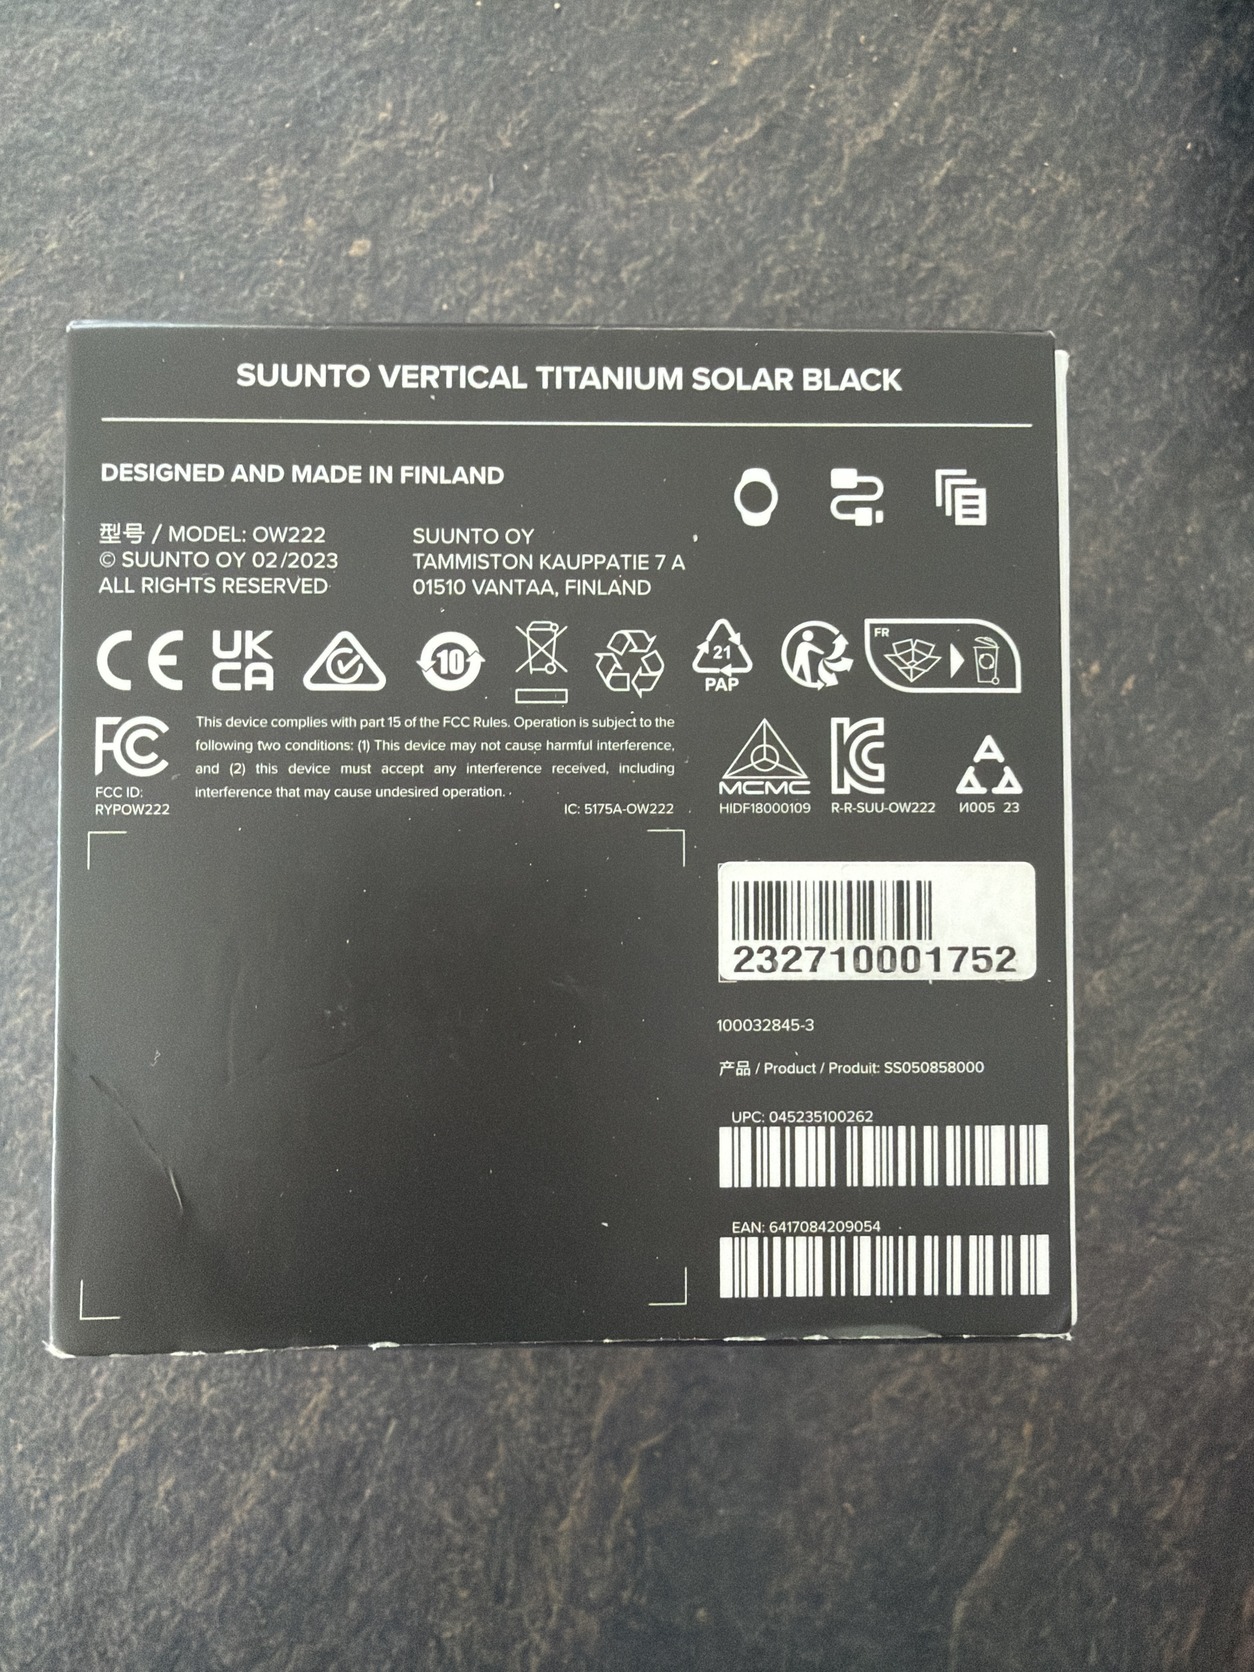 SUUNTO VERTICAL TITANIUM SOLAR BLACK
DESIGNED AND MADE IN FINLAND
型号 / MODEL: OW222
© SUUNTO OY 02/2023
ALL RIGHTS RESERVED
SUUNTO OY
TAMMISTON KAUPPATIE 7 A
01510 VANTAA, FINLAND
CE
UK
CA
10
21
PAP
FR
FC
FCC ID:
RYPOW222
This device complies with part 15 of the FCC Rules. Operation is subject to the
following two conditions: (1) This device may not cause harmful interference,
and (2) this device must accept any interference received, including
interference that may cause undesired operation.
IC: 5175A-OW222
MCMC
HIDF18000109
KC
R-R-SUU-OW222
И005 23
232710001752
100032845-3
产品 / Product / Produit: SS050858000
UPC: 045235100262
EAN: 6417084209054